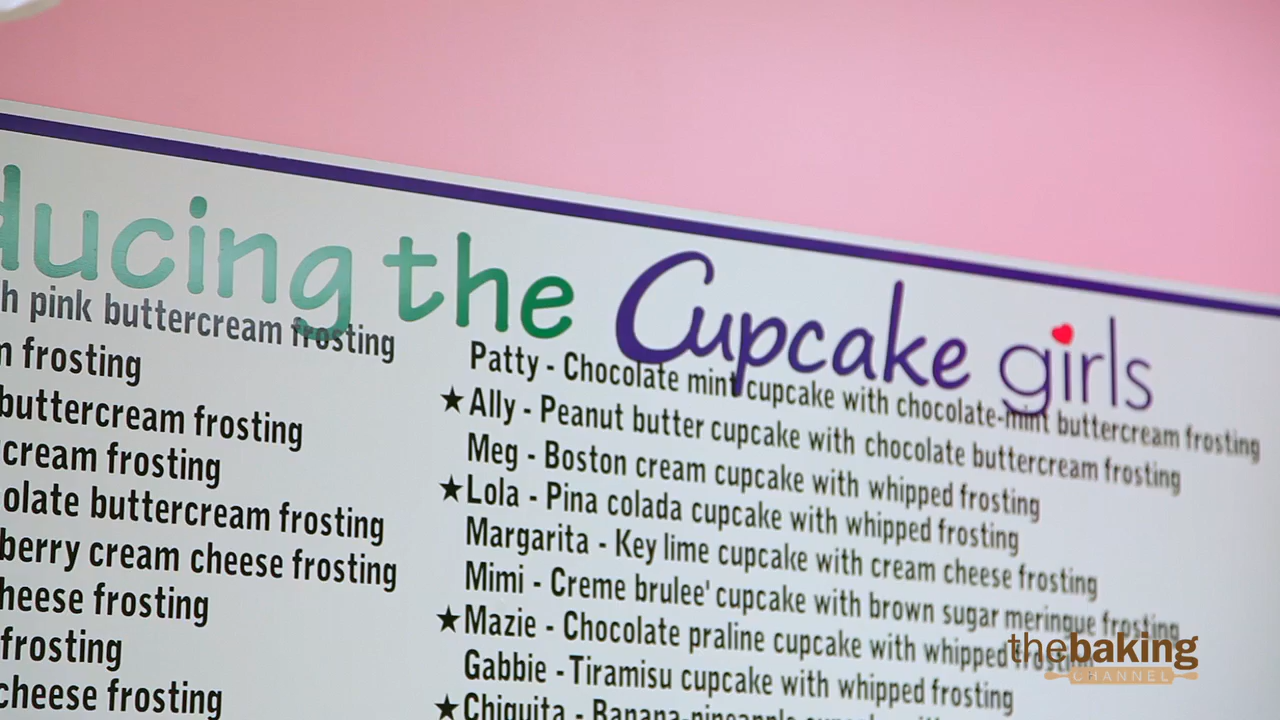 ducing the Cupcake girls
h pink buttercream frosting
m frosting
buttercream frosting
cream frosting
olate buttercream frosting
berry cream cheese frosting
heese frosting
frosting
cheese frosting
Patty - Chocolate mint cupcake with chocolate-mint buttercream frosting
★Ally - Peanut butter cupcake with chocolate buttercream frosting
Meg - Boston cream cupcake with whipped frosting
★Lola - Pina colada cupcake with whipped frosting
Margarita - Key lime cupcake with cream cheese frosting
Mimi - Creme brulee' cupcake with brown sugar meringue frosting
★Mazie - Chocolate praline cupcake with whipped frosting
Gabbie - Tiramisu cupcake with whipped frosting
★Chiquita - Banana-pineapple cupcake
thebaking
CHANNEL